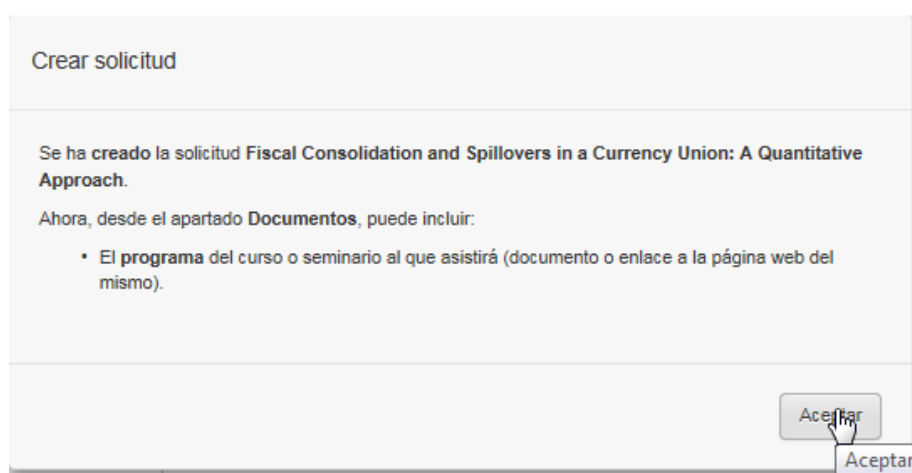 Crear solicitud
Se ha creado la solicitud Fiscal Consolidation and Spillovers in a Currency Union: A Quantitative
Approach.
Ahora, desde el apartado Documentos, puede incluir:
• El programa del curso o seminario al que asistirá (documento o enlace a la página web del
mismo).
Aceptar
Aceptar